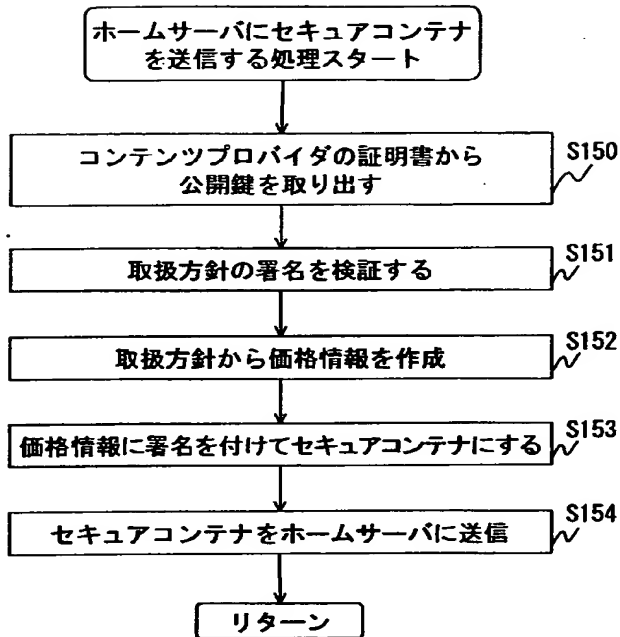 ホームサーバにセキュアコンテナ
を送信する処理スタート
コンテンツプロバイダの証明書から
公開鍵を取り出す
S150
取扱方針の署名を検証する
S151
取扱方針から価格情報を作成
S152
価格情報に署名を付けてセキュアコンテナにする
S153
セキュアコンテナをホームサーバに送信
S154
リターン